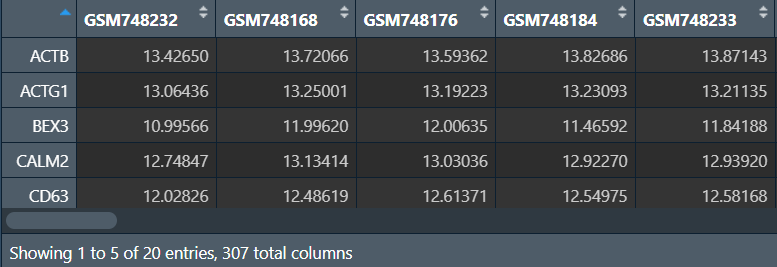 GSM748232 GSM748168 GSM748176 GSM748184 GSM748233
ACTB 13.42650 13.72066 13.59362 13.82686 13.87143
ACTG1 13.06436 13.25001 13.19223 13.23093 13.21135
BEX3 10.99566 11.99620 12.00635 11.46592 11.84188
CALM2 12.74847 13.13414 13.03036 12.92270 12.93920
CD63 12.02826 12.48619 12.61371 12.54975 12.58168
Showing 1 to 5 of 20 entries, 307 total columns